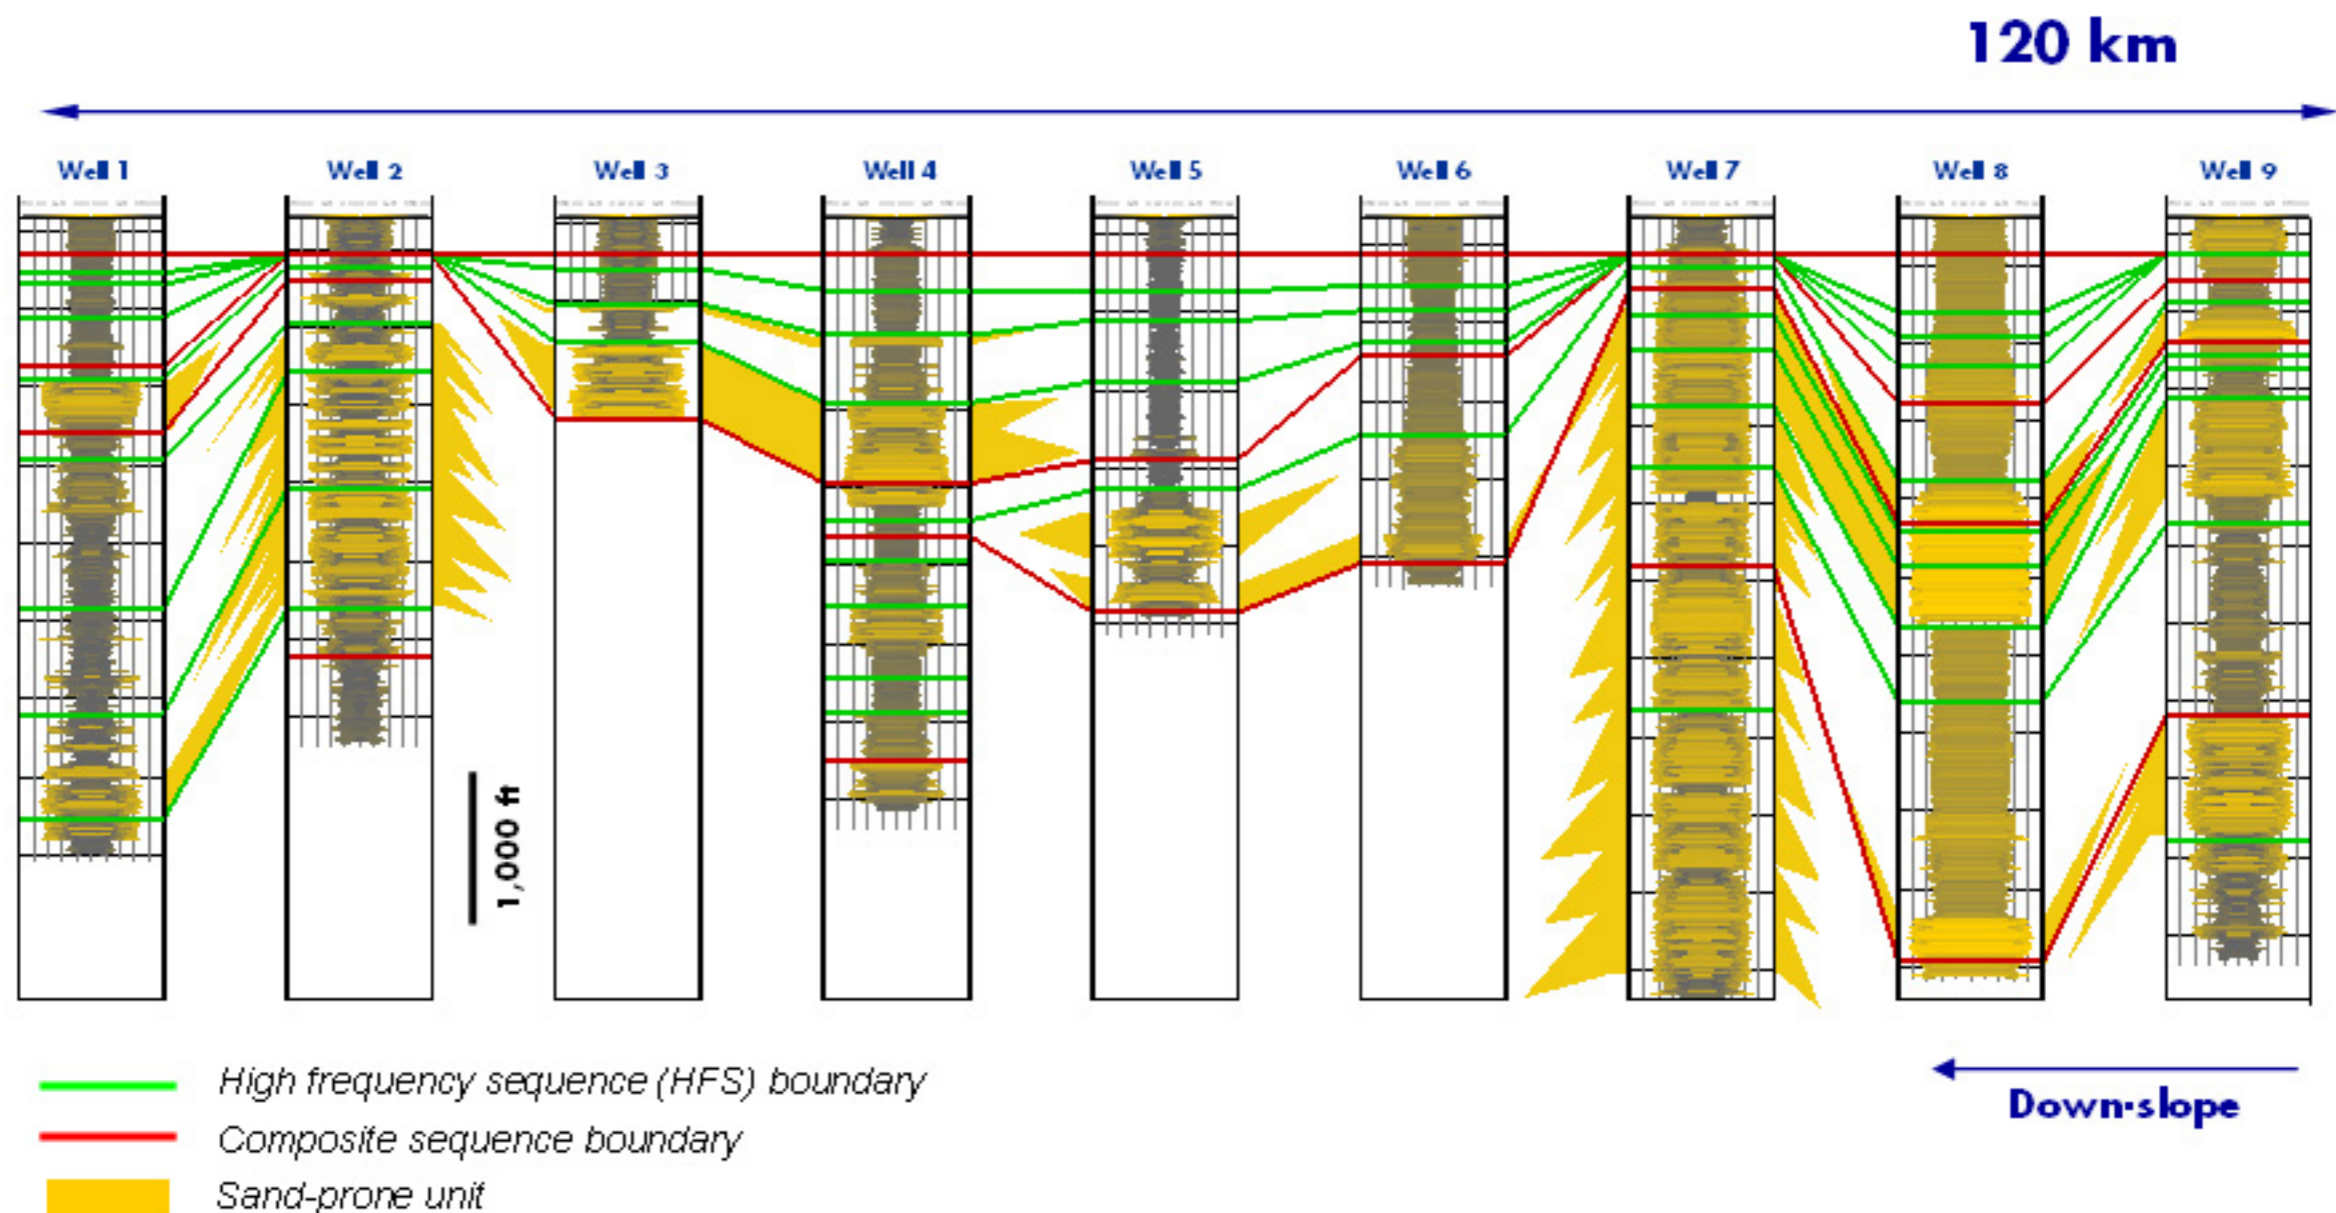 120 km
Well 1
Well 2
Well 3
Well 4
Well 5
Well 6
Well 7
Well 8
Well 9
1,000 ft
High frequency sequence (HFS) boundary
Composite sequence boundary
Sand-prone unit
Down-slope